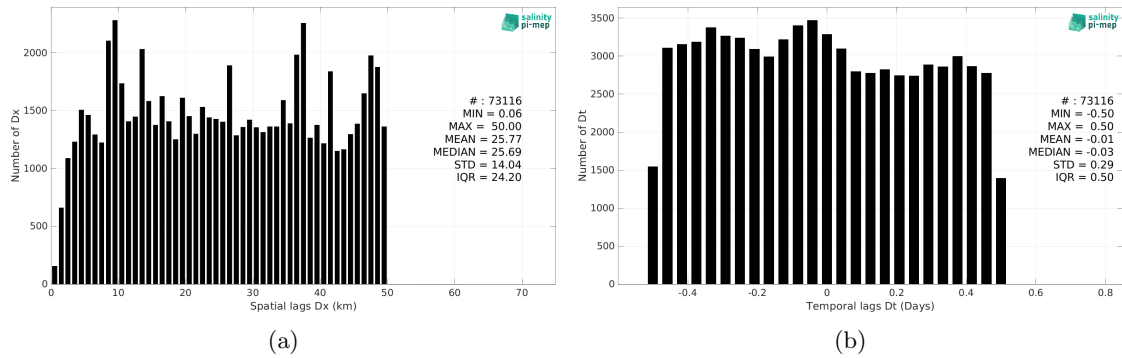 salinity
pi-mep
2000
1500
1000
500
0
Number of Dx
# : 73116
MIN = 0.06
MAX = 50.00
MEAN = 25.77
MEDIAN = 25.69
STD = 14.04
IQR = 24.20
0 10 20 30 40 50 60 70
Spatial lags Dx (km)
(a)
salinity
pi-mep
3500
3000
2500
2000
1500
1000
500
0
Number of Dt
# : 73116
MIN = -0.50
MAX = 0.50
MEAN = -0.01
MEDIAN = -0.03
STD = 0.29
IQR = 0.50
-0.4 -0.2 0 0.2 0.4 0.6 0.8
Temporal lags Dt (Days)
(b)